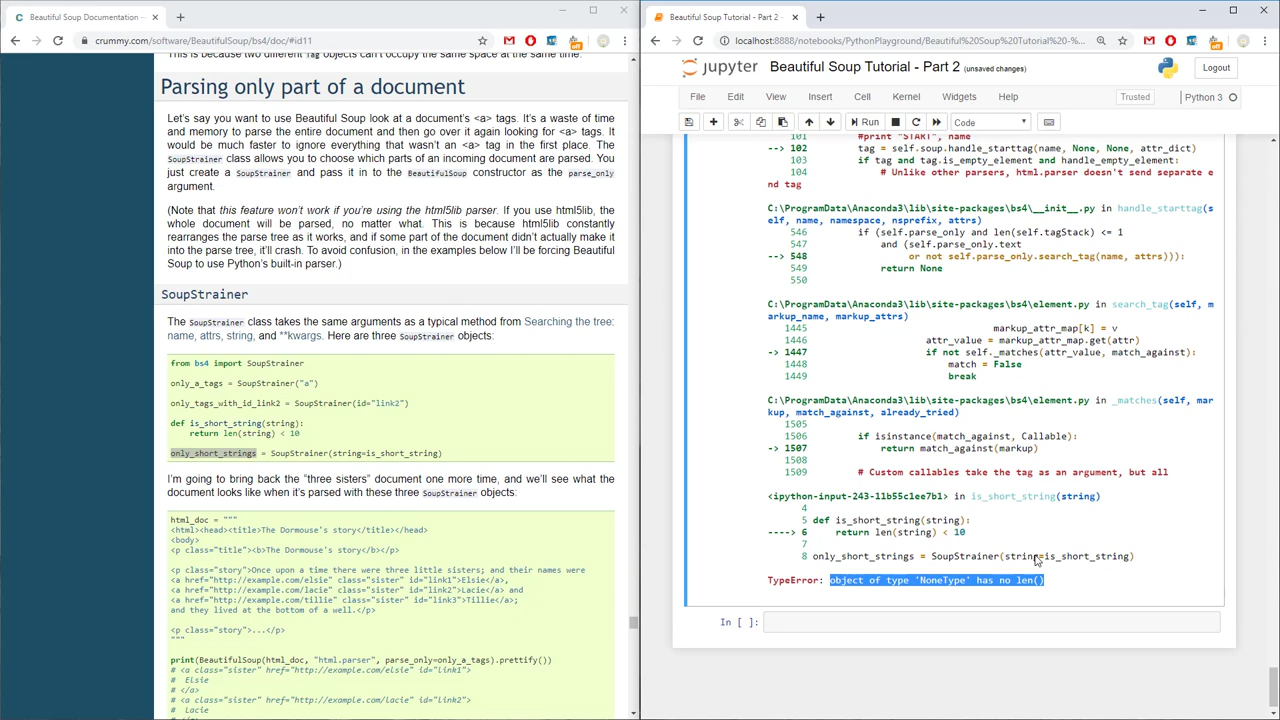 Beautiful Soup Documentation —
crummy.com/software/BeautifulSoup/bs4/doc/#id11
This is because two different Tag objects can't occupy the same space at the same time.
Parsing only part of a document
Let's say you want to use Beautiful Soup look at a document's <a> tags. It's a waste of time
and memory to parse the entire document and then go over it again looking for <a> tags. It
would be much faster to ignore everything that wasn't an <a> tag in the first place. The
SoupStrainer class allows you to choose which parts of an incoming document are parsed. You
just create a SoupStrainer and pass it in to the BeautifulSoup constructor as the parse_only
argument.
(Note that this feature won't work if you're using the html5lib parser. If you use html5lib, the
whole document will be parsed, no matter what. This is because html5lib constantly
rearranges the parse tree as it works, and if some part of the document didn't actually make it
into the parse tree, it'll crash. To avoid confusion, in the examples below I'll be forcing Beautiful
Soup to use Python's built-in parser.)
SoupStrainer
The SoupStrainer class takes the same arguments as a typical method from Searching the tree:
name, attrs, string, and **kwargs. Here are three SoupStrainer objects:
from bs4 import SoupStrainer
only_a_tags = SoupStrainer("a")
only_tags_with_id_link2 = SoupStrainer(id="link2")
def is_short_string(string):
return len(string) < 10
only_short_strings = SoupStrainer(string=is_short_string)
I'm going to bring back the "three sisters" document one more time, and we'll see what the
document looks like when it's parsed with these three SoupStrainer objects:
html_doc = """
<html><head><title>The Dormouse's story</title></head>
<body>
<p class="title"><b>The Dormouse's story</b></p>
<p class="story">Once upon a time there were three little sisters; and their names were
<a href="http://example.com/elsie" class="sister" id="link1">Elsie</a>,
<a href="http://example.com/lacie" class="sister" id="link2">Lacie</a> and
<a href="http://example.com/tillie" class="sister" id="link3">Tillie</a>;
and they lived at the bottom of a well.</p>
<p class="story">...</p>
"""
print(BeautifulSoup(html_doc, "html.parser", parse_only=only_a_tags).prettify())
# <a class="sister" href="http://example.com/elsie" id="link1">
# Elsie
# </a>
# <a class="sister" href="http://example.com/lacie" id="link2">
# Lacie
Beautiful Soup Tutorial - Part 2 -
localhost:8888/notebooks/PythonPlayground/Beautiful%20Soup%20Tutorial%20-%...
jupyter Beautiful Soup Tutorial - Part 2 (unsaved changes)
Logout
File Edit View Insert Cell Kernel Widgets Help
Trusted
Python 3
Run
Code
101 #print "START", name
--> 102 tag = self.soup.handle_starttag(name, None, None, attr_dict)
103 if tag and tag.is_empty_element and handle_empty_element:
104 # Unlike other parsers, html.parser doesn't send separate e
nd tag
C:\ProgramData\Anaconda3\lib\site-packages\bs4\__init__.py in handle_starttag(s
elf, name, namespace, nsprefix, attrs)
546 if (self.parse_only and len(self.tagStack) <= 1
547 and (self.parse_only.text
--> 548 or not self.parse_only.search_tag(name, attrs))):
549 return None
550
C:\ProgramData\Anaconda3\lib\site-packages\bs4\element.py in search_tag(self, m
arkup_name, markup_attrs)
1445 markup_attr_map[k] = v
1446 attr_value = markup_attr_map.get(attr)
-> 1447 if not self._matches(attr_value, match_against):
1448 match = False
1449 break
C:\ProgramData\Anaconda3\lib\site-packages\bs4\element.py in _matches(self, mar
kup, match_against, already_tried)
1505
1506 if isinstance(match_against, Callable):
-> 1507 return match_against(markup)
1508
1509 # Custom callables take the tag as an argument, but all
<ipython-input-243-11b55c1ee7b1> in is_short_string(string)
4
5 def is_short_string(string):
----> 6 return len(string) < 10
7
8 only_short_strings = SoupStrainer(string=is_short_string)
TypeError: object of type 'NoneType' has no len()
In [ ]: